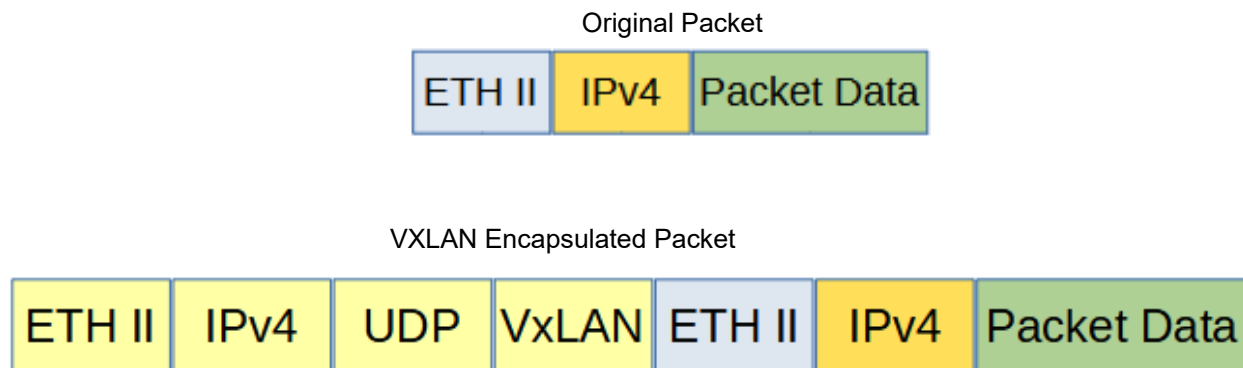 Original Packet
ETH II IPv4 Packet Data
VXLAN Encapsulated Packet
ETH II IPv4 UDP VxLAN ETH II IPv4 Packet Data